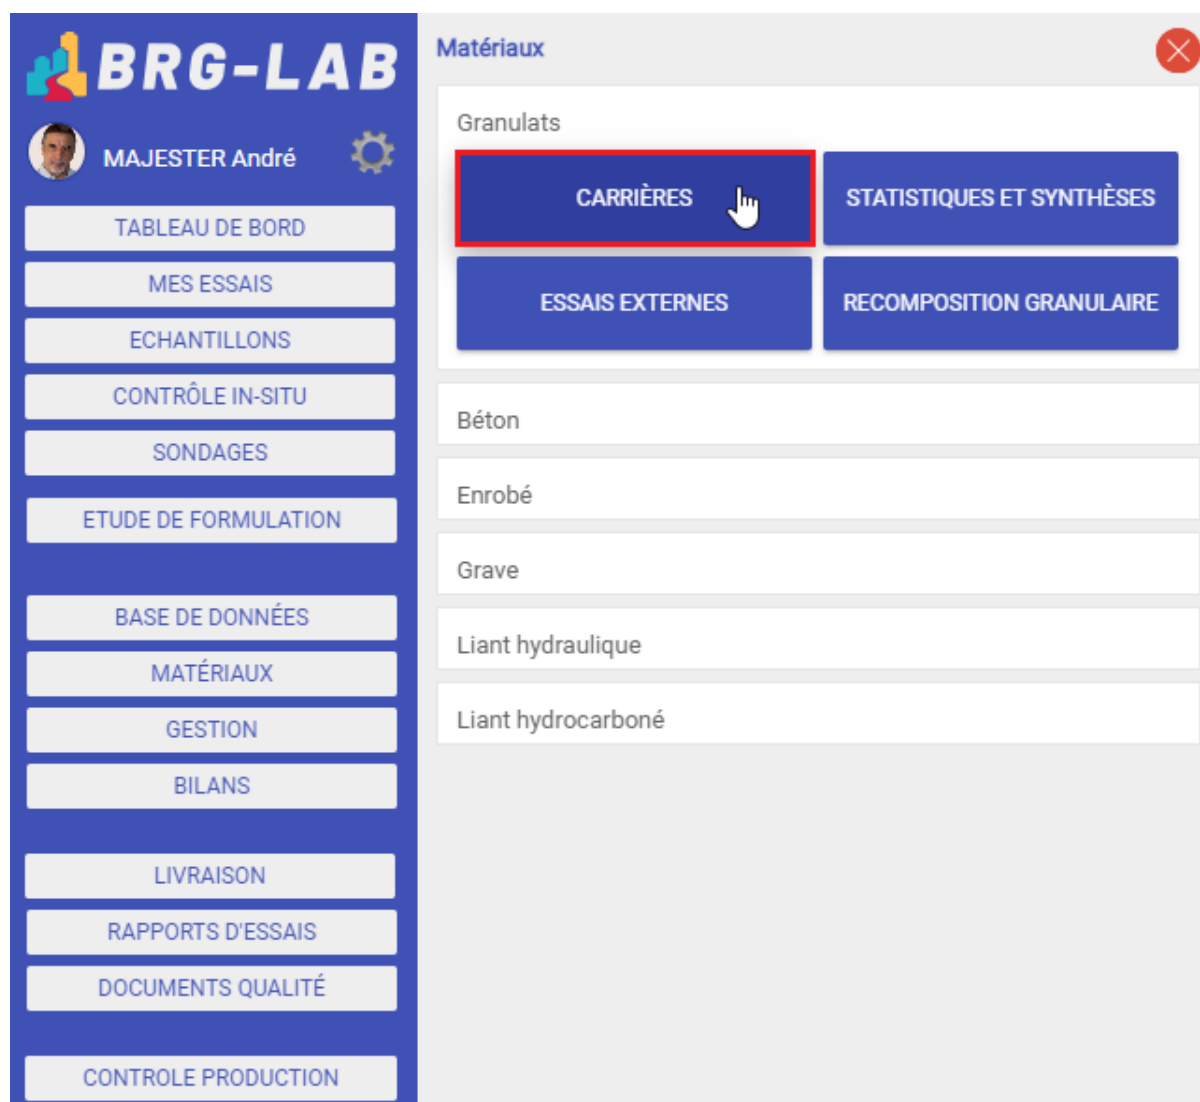 BRG-LAB
MAJESTER André
TABLEAU DE BORD
MES ESSAIS
ECHANTILLONS
CONTRÔLE IN-SITU
SONDAGES
ETUDE DE FORMULATION
BASE DE DONNÉES
MATÉRIAUX
GESTION
BILANS
LIVRAISON
RAPPORTS D'ESSAIS
DOCUMENTS QUALITÉ
CONTROLE PRODUCTION
Matériaux
Granulats
CARRIÈRES
STATISTIQUES ET SYNTHÈSES
ESSAIS EXTERNES
RECOMPOSITION GRANULAIRE
Béton
Enrobé
Grave
Liant hydraulique
Liant hydrocarboné